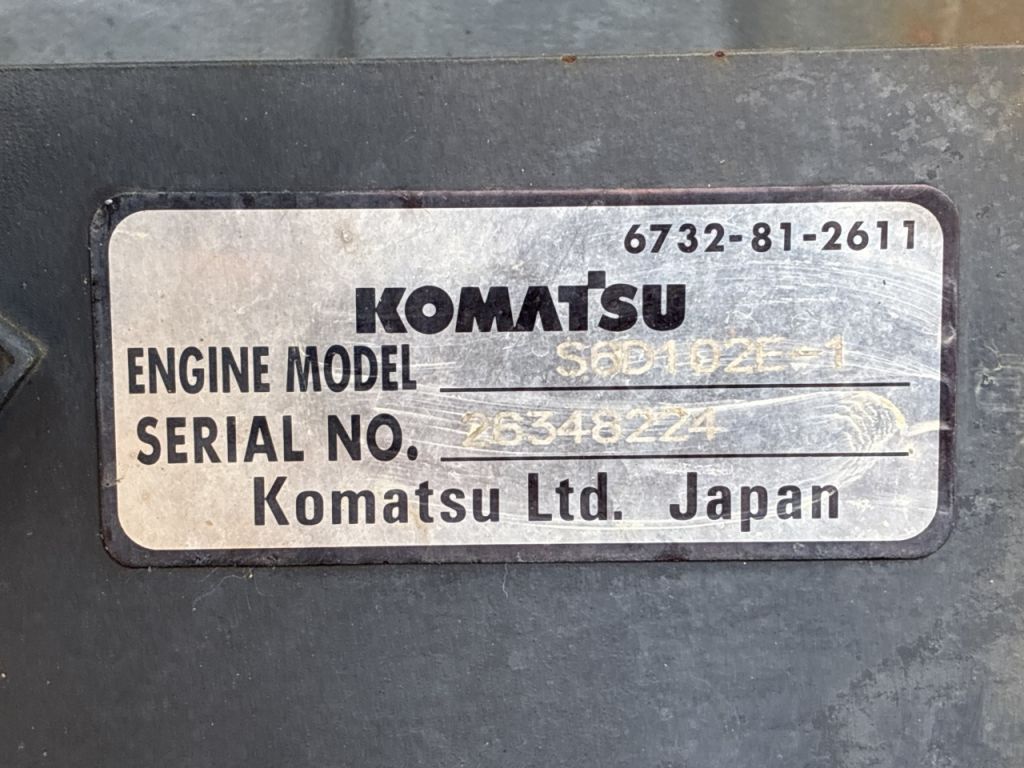 6732-81-2611
KOMATSU
ENGINE MODEL S6D102E-1
SERIAL NO. 26348224
Komatsu Ltd. Japan